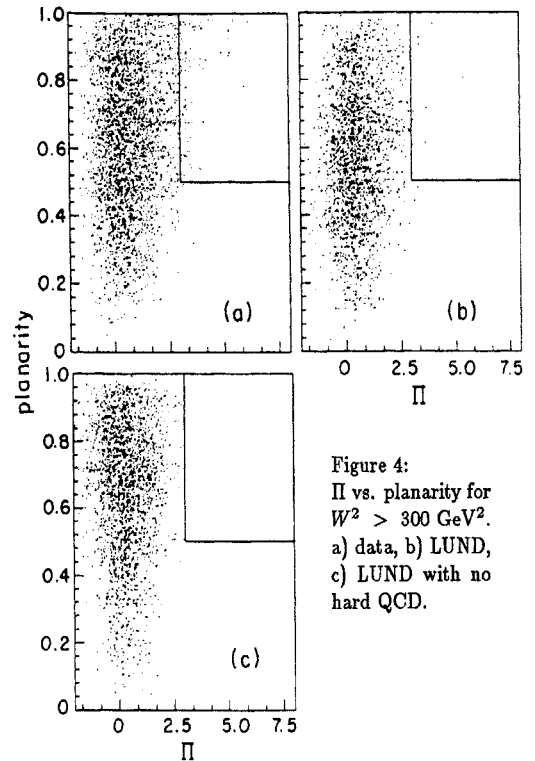 1.0
0.8
0.6
0.4
0.2
0
(a)
(b)
0 2.5 5.0 7.5
Π
planarity
1.0
0.8
0.6
0.4
0.2
0
(c)
0 2.5 5.0 7.5
Π
Figure 4:
Π vs. planarity for
W² > 300 GeV².
a) data, b) LUND,
c) LUND with no
hard QCD.